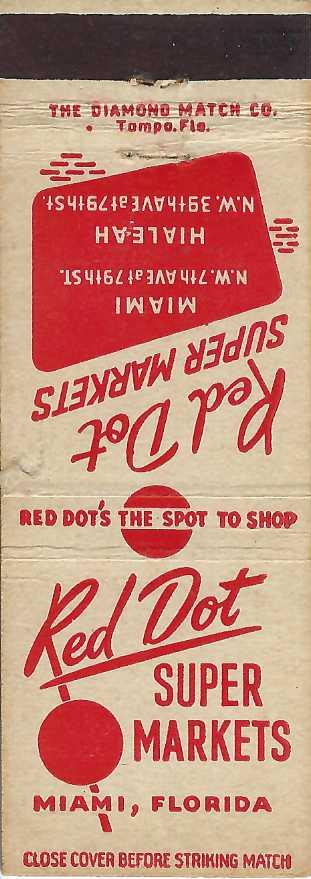 THE DIAMOND MATCH CO.
Tampa, Fla.
Red Dot
SUPER MARKETS
MIAMI
N.W. 7th AVE at 79th ST.
HIALEAH
N.W. 39th AVE at 79th St.
RED DOT'S THE SPOT TO SHOP
Red Dot
SUPER
MARKETS
MIAMI, FLORIDA
CLOSE COVER BEFORE STRIKING MATCH